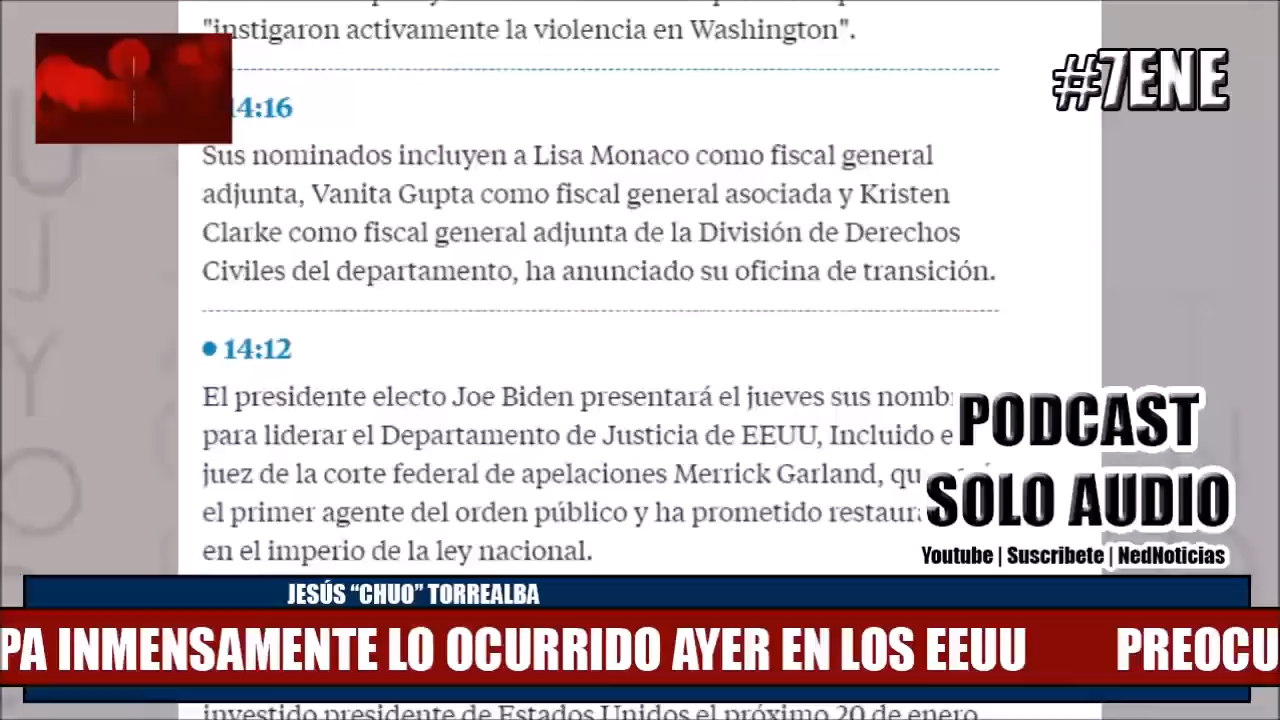 "instigaron activamente la violencia en Washington".
#7ENE
14:16
Sus nominados incluyen a Lisa Monaco como fiscal general
adjunta, Vanita Gupta como fiscal general asociada y Kristen
Clarke como fiscal general adjunta de la División de Derechos
Civiles del departamento, ha anunciado su oficina de transición.
• 14:12
El presidente electo Joe Biden presentará el jueves sus
para liderar el Departamento de Justicia de EEUU, Incluido
juez de la corte federal de apelaciones Merrick Garland,
el primer agente del orden público y ha prometido
en el imperio de la ley nacional.
PODCAST
SOLO AUDIO
Youtube | Suscribete | NedNoticias
JESÚS “CHUO” TORREALBA
PA INMENSAMENTE LO OCURRIDO AYER EN LOS EEUU PREOCU
investido presidente de Estados Unidos el próximo 20 de enero